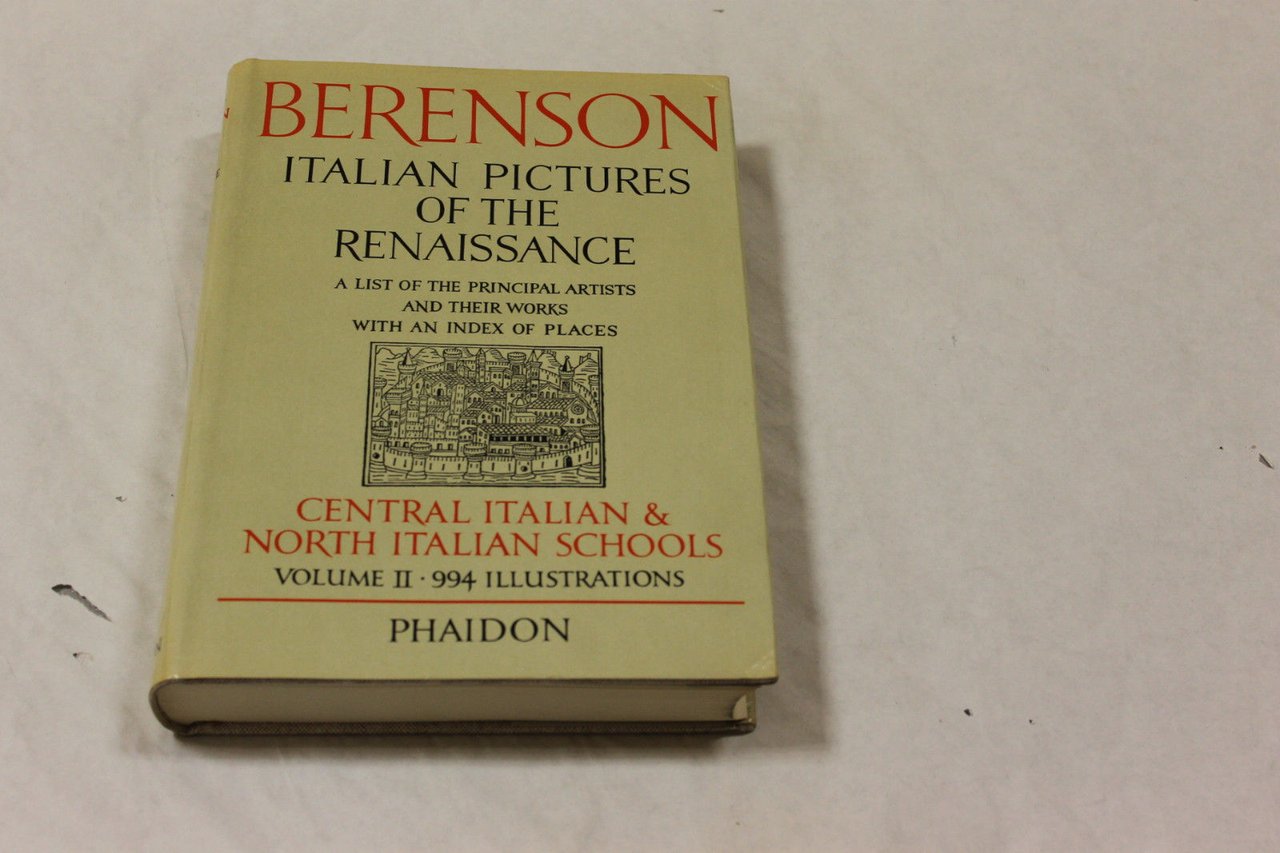 BERENSON
ITALIAN PICTURES
OF THE
RENAISSANCE
A LIST OF THE PRINCIPAL ARTISTS
AND THEIR WORKS
WITH AN INDEX OF PLACES
CENTRAL ITALIAN &
NORTH ITALIAN SCHOOLS
VOLUME II · 994 ILLUSTRATIONS
PHAIDON